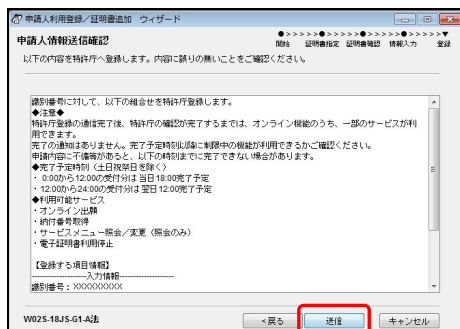 申請人利用登録/証明書追加 ウィザード
申請人情報送信確認
●>>>>>●>>>>>●>>>>>●>>>>>▼
開始 証明書指定 証明書確認 情報入力 登録
以下の内容を特許庁へ登録します。内容に誤りの無いことをご確認ください。
識別番号に対して、以下の組合せを特許庁登録します。
◆注意◆
特許庁登録の通信完了後、特許庁の確認が完了するまでは、オンライン機能のうち、一部のサービスが利
用できます。
完了の通知はありません。完了予定時刻以降に制限中の機能が利用できるかご確認ください。
申請内容に不備等があると、以下の時刻までに完了できない場合があります。
◆完了予定時刻（土日祝祭日を除く）
・ 0:00から12:00の受付分は 当日18:00完了予定
・ 12:00から24:00の受付分は 翌日12:00完了予定
◆利用可能サービス
・オンライン出願
・納付番号取得
・サービスメニュー照会／変更（照会のみ）
・電子証明書利用停止
【登録する項目情報】
--------------------入力情報--------------------
識別番号：XXXXXXXXX
W02S-18JS-G1-A法
<戻る 送信 キャンセル